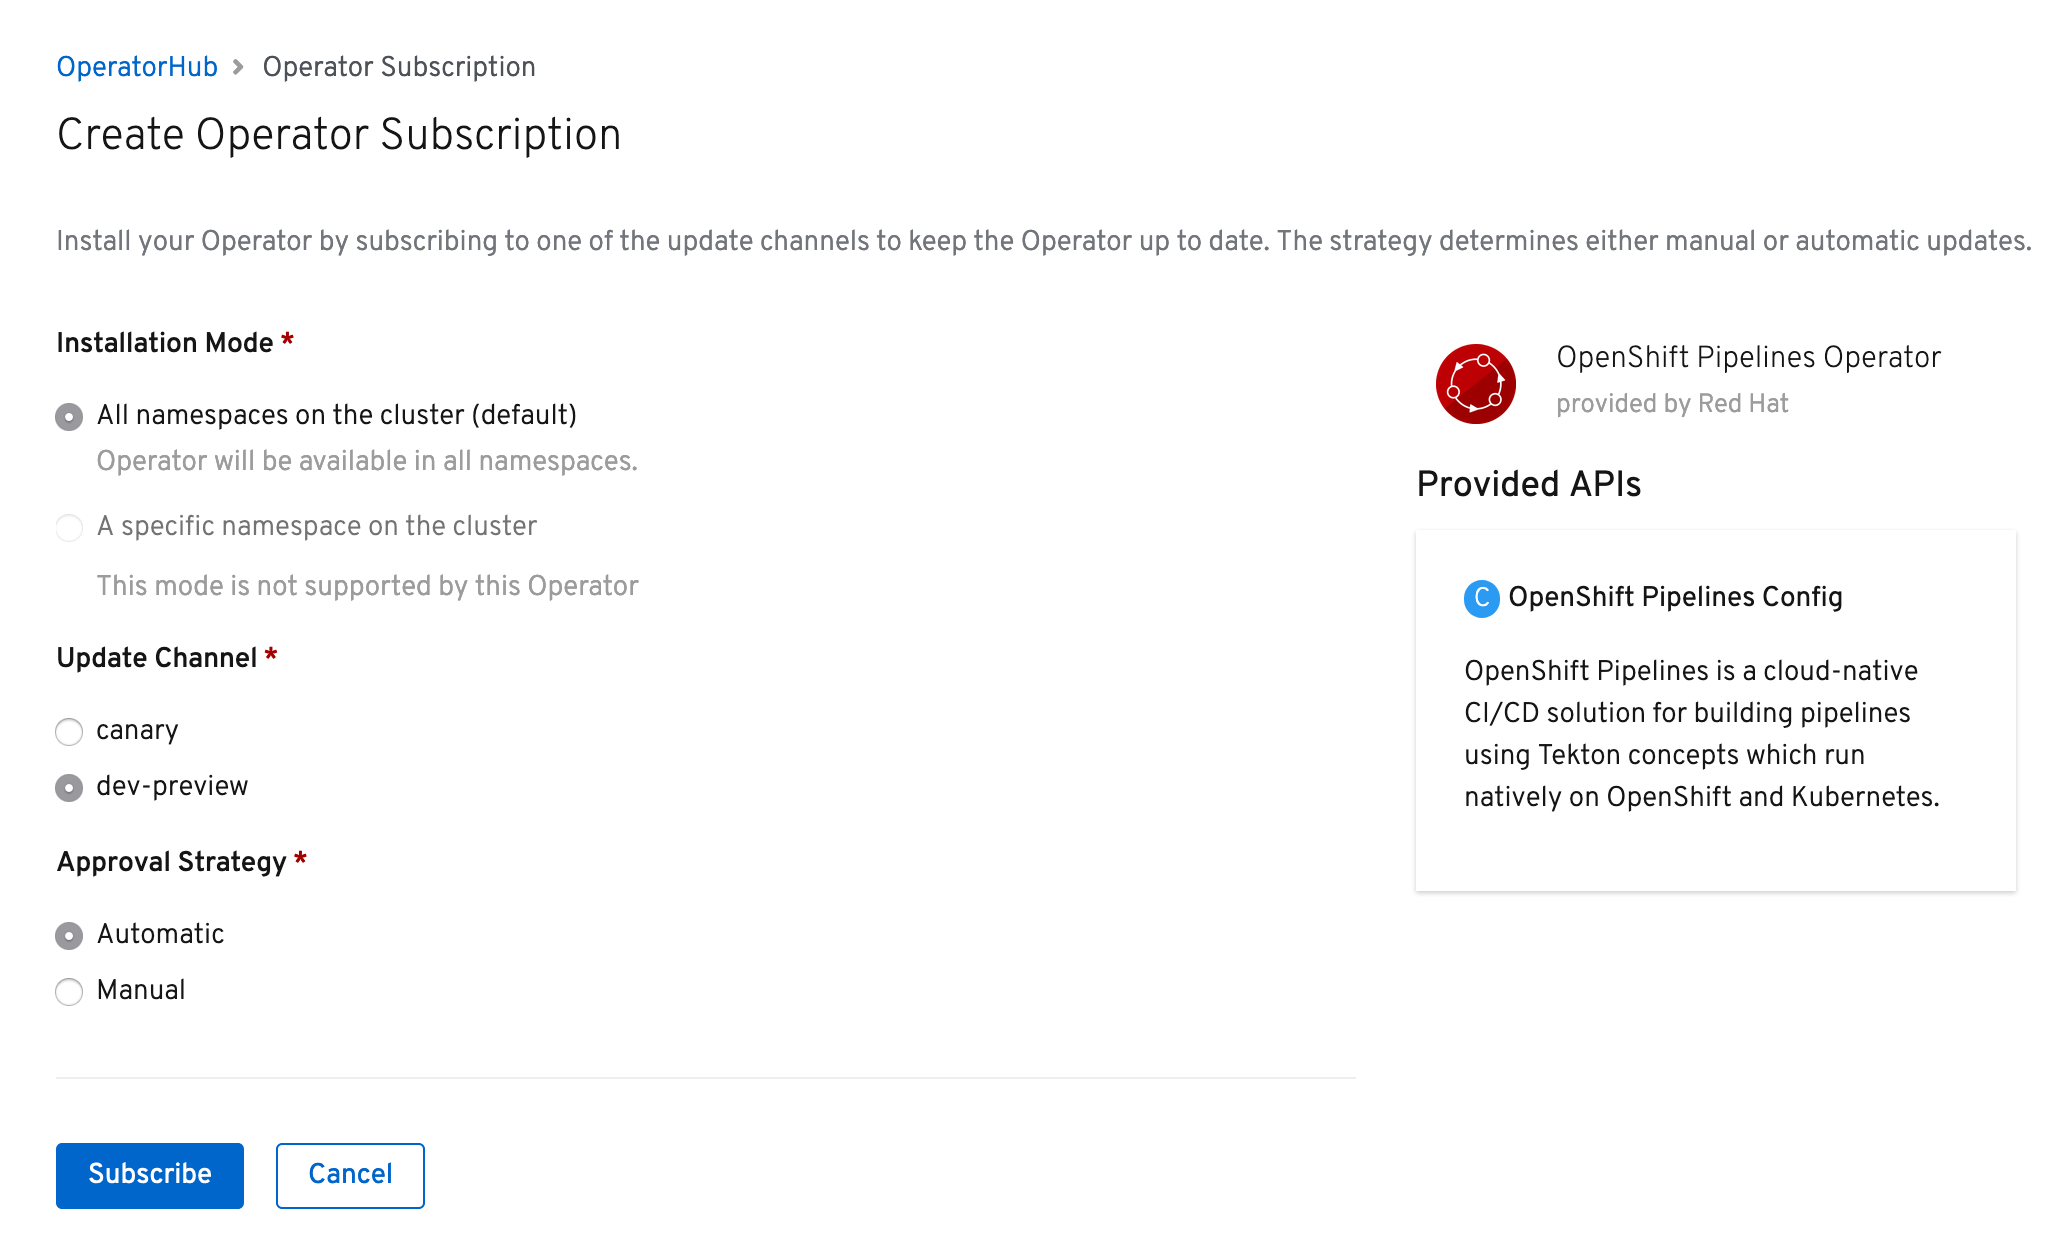 OperatorHub > Operator Subscription
Create Operator Subscription
Install your Operator by subscribing to one of the update channels to keep the Operator up to date. The strategy determines either manual or automatic updates.
Installation Mode *
All namespaces on the cluster (default)
Operator will be available in all namespaces.
A specific namespace on the cluster
This mode is not supported by this Operator
Update Channel *
canary
dev-preview
Approval Strategy *
Automatic
Manual
Subscribe
Cancel
OpenShift Pipelines Operator
provided by Red Hat
Provided APIs
C OpenShift Pipelines Config
OpenShift Pipelines is a cloud-native
CI/CD solution for building pipelines
using Tekton concepts which run
natively on OpenShift and Kubernetes.